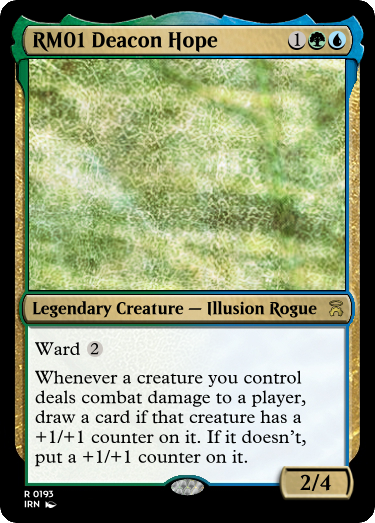 RM01 Deacon Hope 1
Legendary Creature — Illusion Rogue
Ward 2
Whenever a creature you control
deals combat damage to a player,
draw a card if that creature has a
+1/+1 counter on it. If it doesn't,
put a +1/+1 counter on it.
2/4
R 0193
IRN